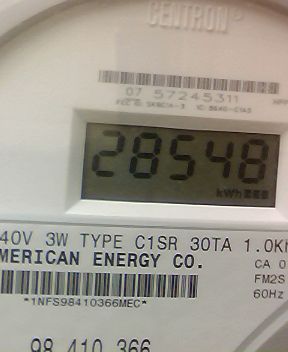 CENTRON®
07 57245311
28548
kWh
40V 3W TYPE C1SR 30TA 1.0K
MERICAN ENERGY CO.
CA 0
FM2S
60Hz
*1NFS98410366MEC*
98 410 366